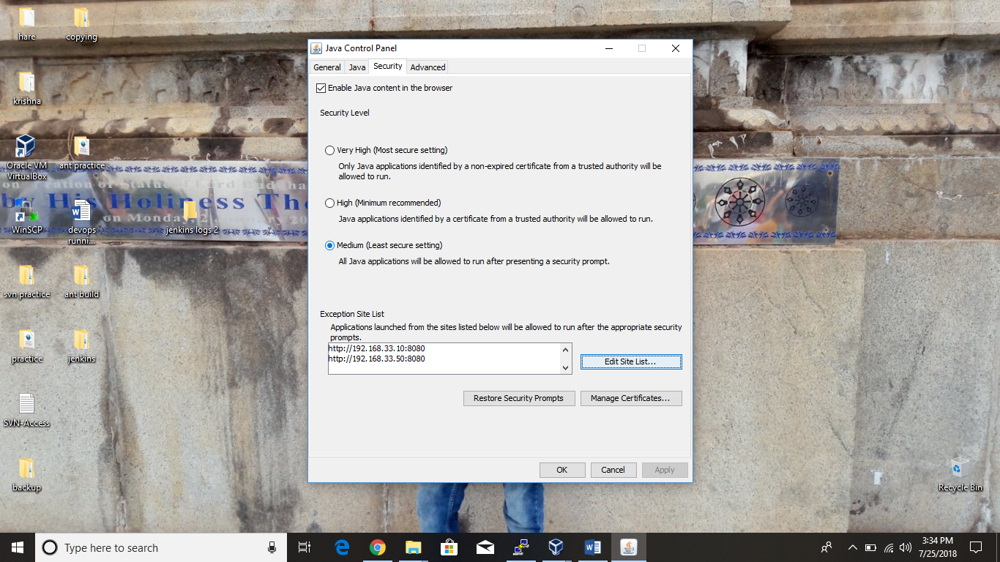 hare
copying
krishna
Oracle VM
VirtualBox
ant practice
WinSCP
devops
runni...
jenkins logs 2
svn practice
ant build
practice
jenkins
SVN-Access
backup
Recycle Bin
by His Holiness The
on Monday, 2
Java Control Panel
General Java Security Advanced
Enable Java content in the browser
Security Level
Very High (Most secure setting)
Only Java applications identified by a non-expired certificate from a trusted authority will be
allowed to run.
High (Minimum recommended)
Java applications identified by a certificate from a trusted authority will be allowed to run.
Medium (Least secure setting)
All Java applications will be allowed to run after presenting a security prompt.
Exception Site List
Applications launched from the sites listed below will be allowed to run after the appropriate security
prompts.
http://192.168.33.10:8080
http://192.168.33.50:8080
Edit Site List...
Restore Security Prompts
Manage Certificates...
OK
Cancel
Apply
Type here to search
3:34 PM
7/25/2018